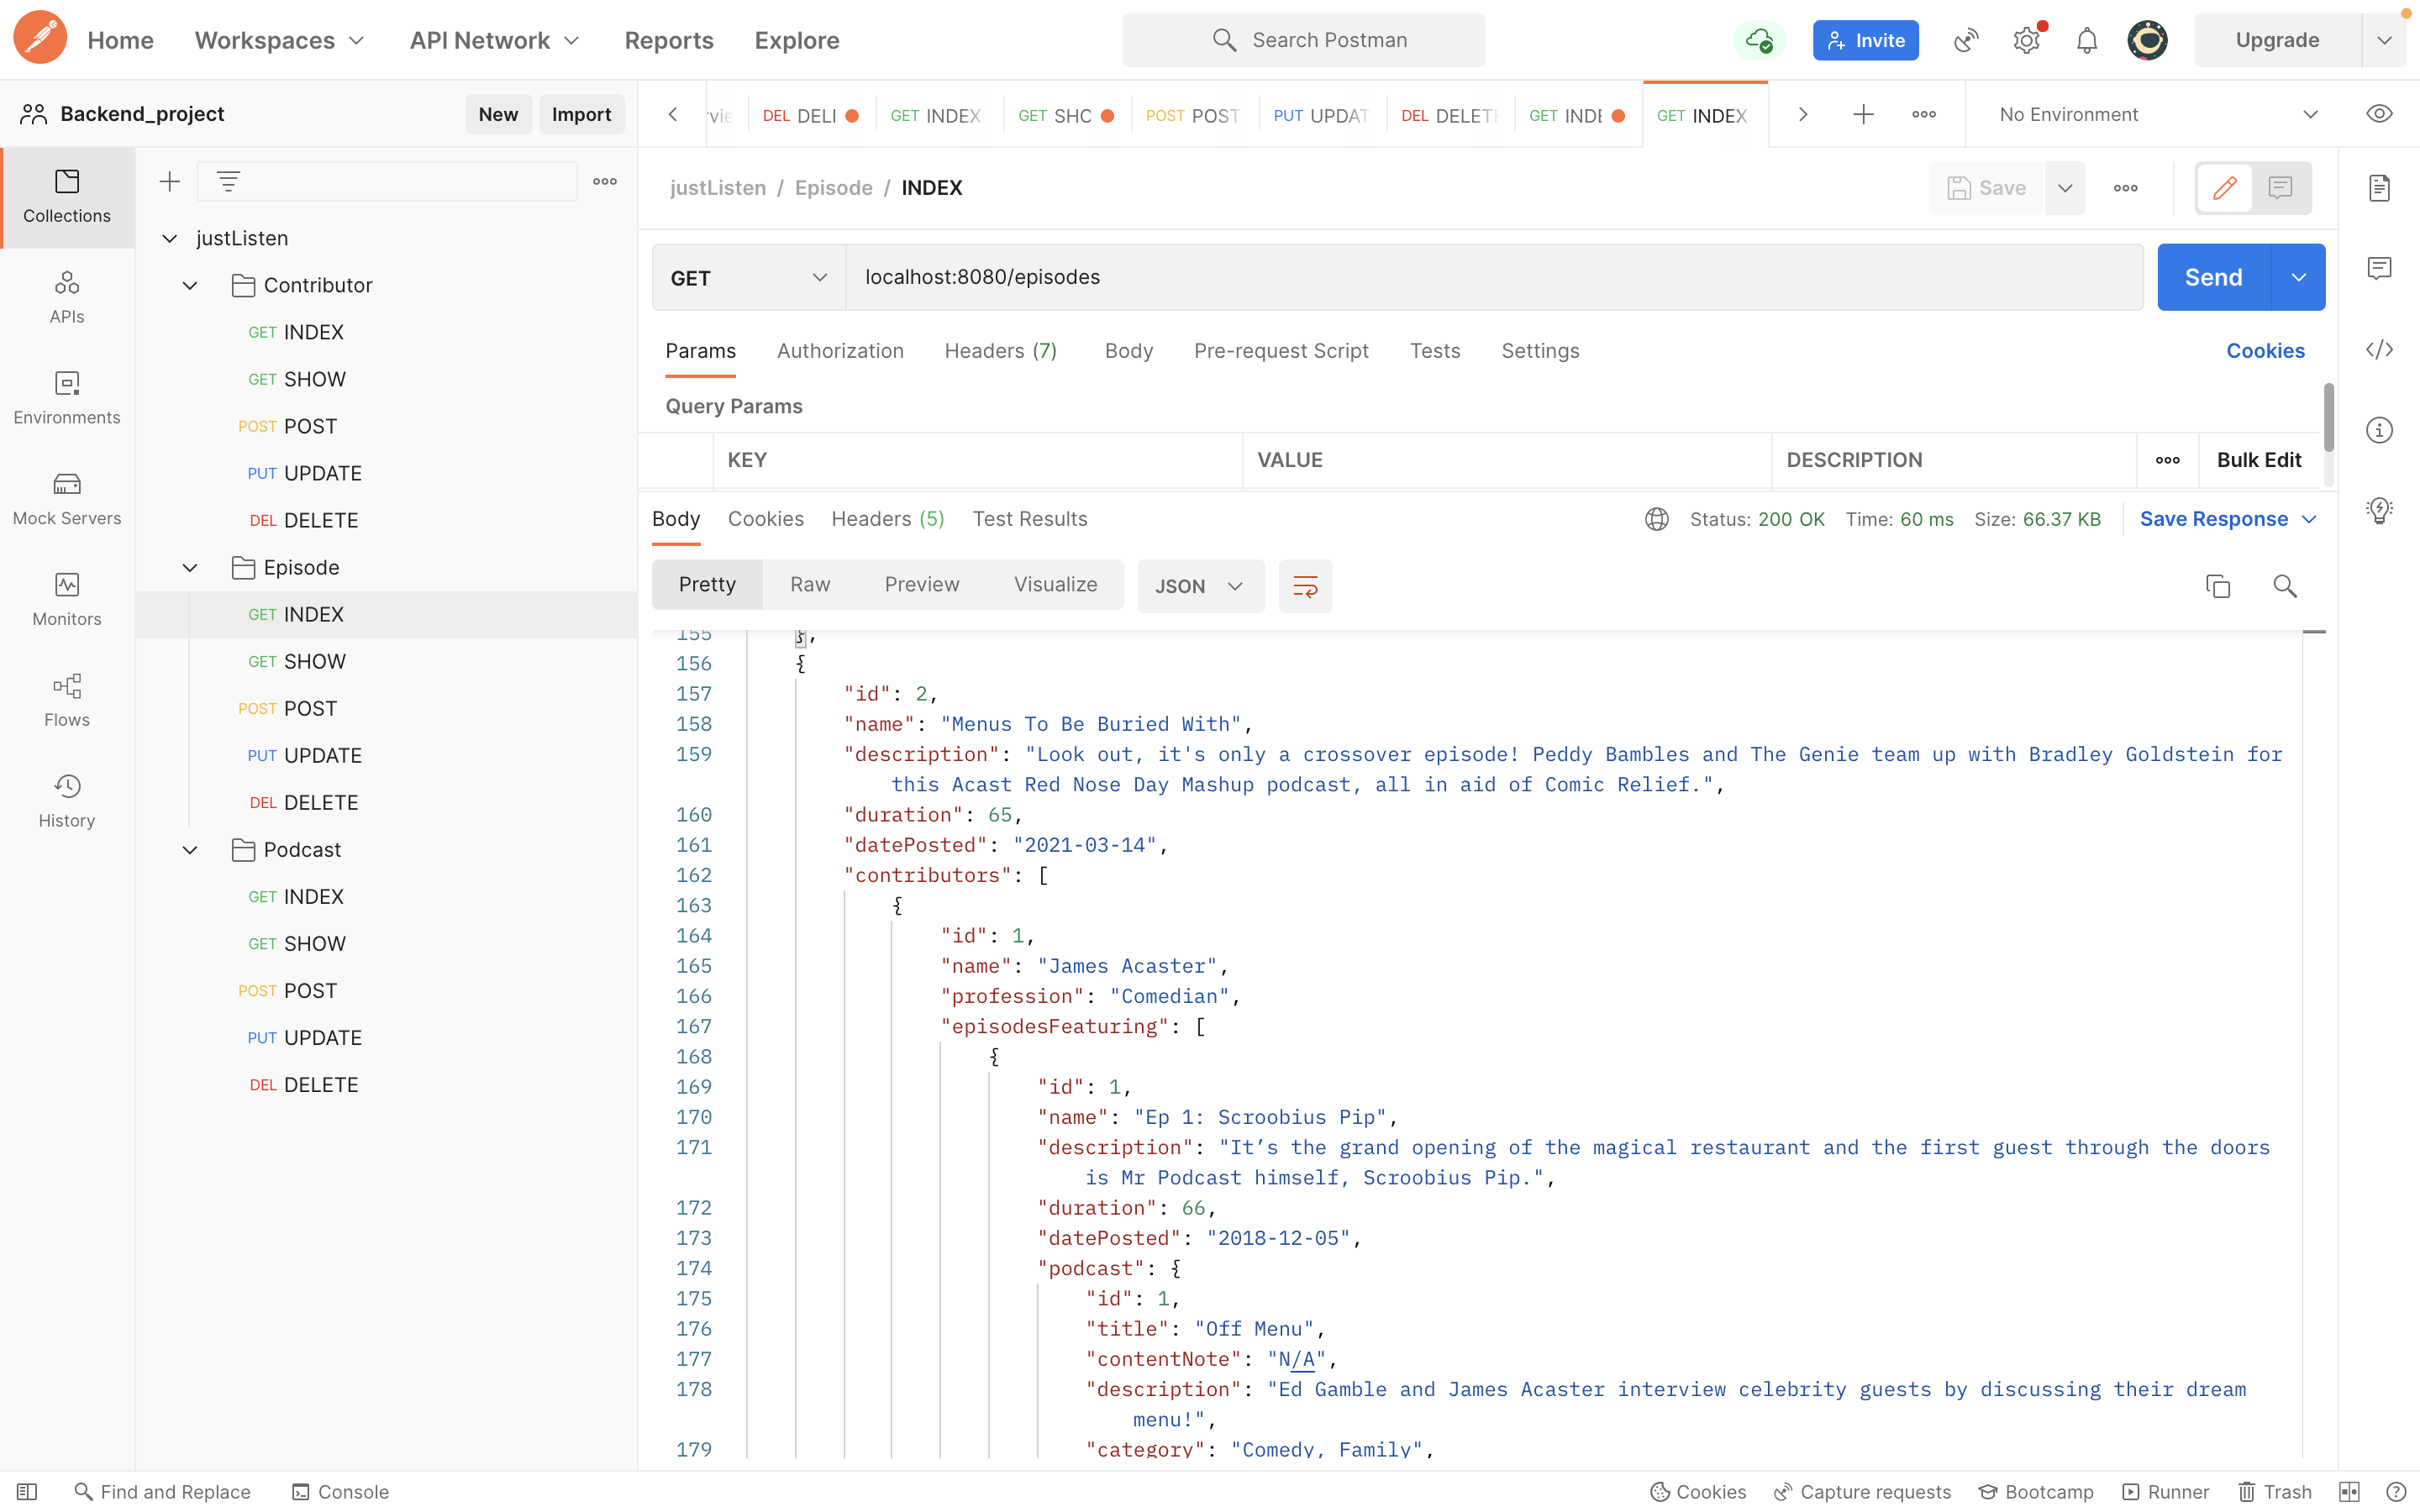 Home Workspaces API Network Reports Explore Search Postman Invite Upgrade
Backend_project New Import DEL DELI GET INDEX GET SHC POST POST PUT UPDAT DEL DELET GET INDE GET INDEX No Environment
Collections
APIs
Environments
Mock Servers
Monitors
Flows
History
justListen
Contributor
GET INDEX
GET SHOW
POST POST
PUT UPDATE
DEL DELETE
Episode
GET INDEX
GET SHOW
POST POST
PUT UPDATE
DEL DELETE
Podcast
GET INDEX
GET SHOW
POST POST
PUT UPDATE
DEL DELETE
justListen / Episode / INDEX Save
GET localhost:8080/episodes Send
Params Authorization Headers (7) Body Pre-request Script Tests Settings Cookies
Query Params
KEY VALUE DESCRIPTION Bulk Edit
Body Cookies Headers (5) Test Results Status: 200 OK Time: 60 ms Size: 66.37 KB Save Response
Pretty Raw Preview Visualize JSON
155 },
156 {
157 "id": 2,
158 "name": "Menus To Be Buried With",
159 "description": "Look out, it's only a crossover episode! Peddy Bambles and The Genie team up with Bradley Goldstein for
this Acast Red Nose Day Mashup podcast, all in aid of Comic Relief.",
160 "duration": 65,
161 "datePosted": "2021-03-14",
162 "contributors": [
163 {
164 "id": 1,
165 "name": "James Acaster",
166 "profession": "Comedian",
167 "episodesFeaturing": [
168 {
169 "id": 1,
170 "name": "Ep 1: Scroobius Pip",
171 "description": "It’s the grand opening of the magical restaurant and the first guest through the doors
is Mr Podcast himself, Scroobius Pip.",
172 "duration": 66,
173 "datePosted": "2018-12-05",
174 "podcast": {
175 "id": 1,
176 "title": "Off Menu",
177 "contentNote": "N/A",
178 "description": "Ed Gamble and James Acaster interview celebrity guests by discussing their dream
menu!",
179 "category": "Comedy, Family",
Find and Replace Console Cookies Capture requests Bootcamp Runner Trash